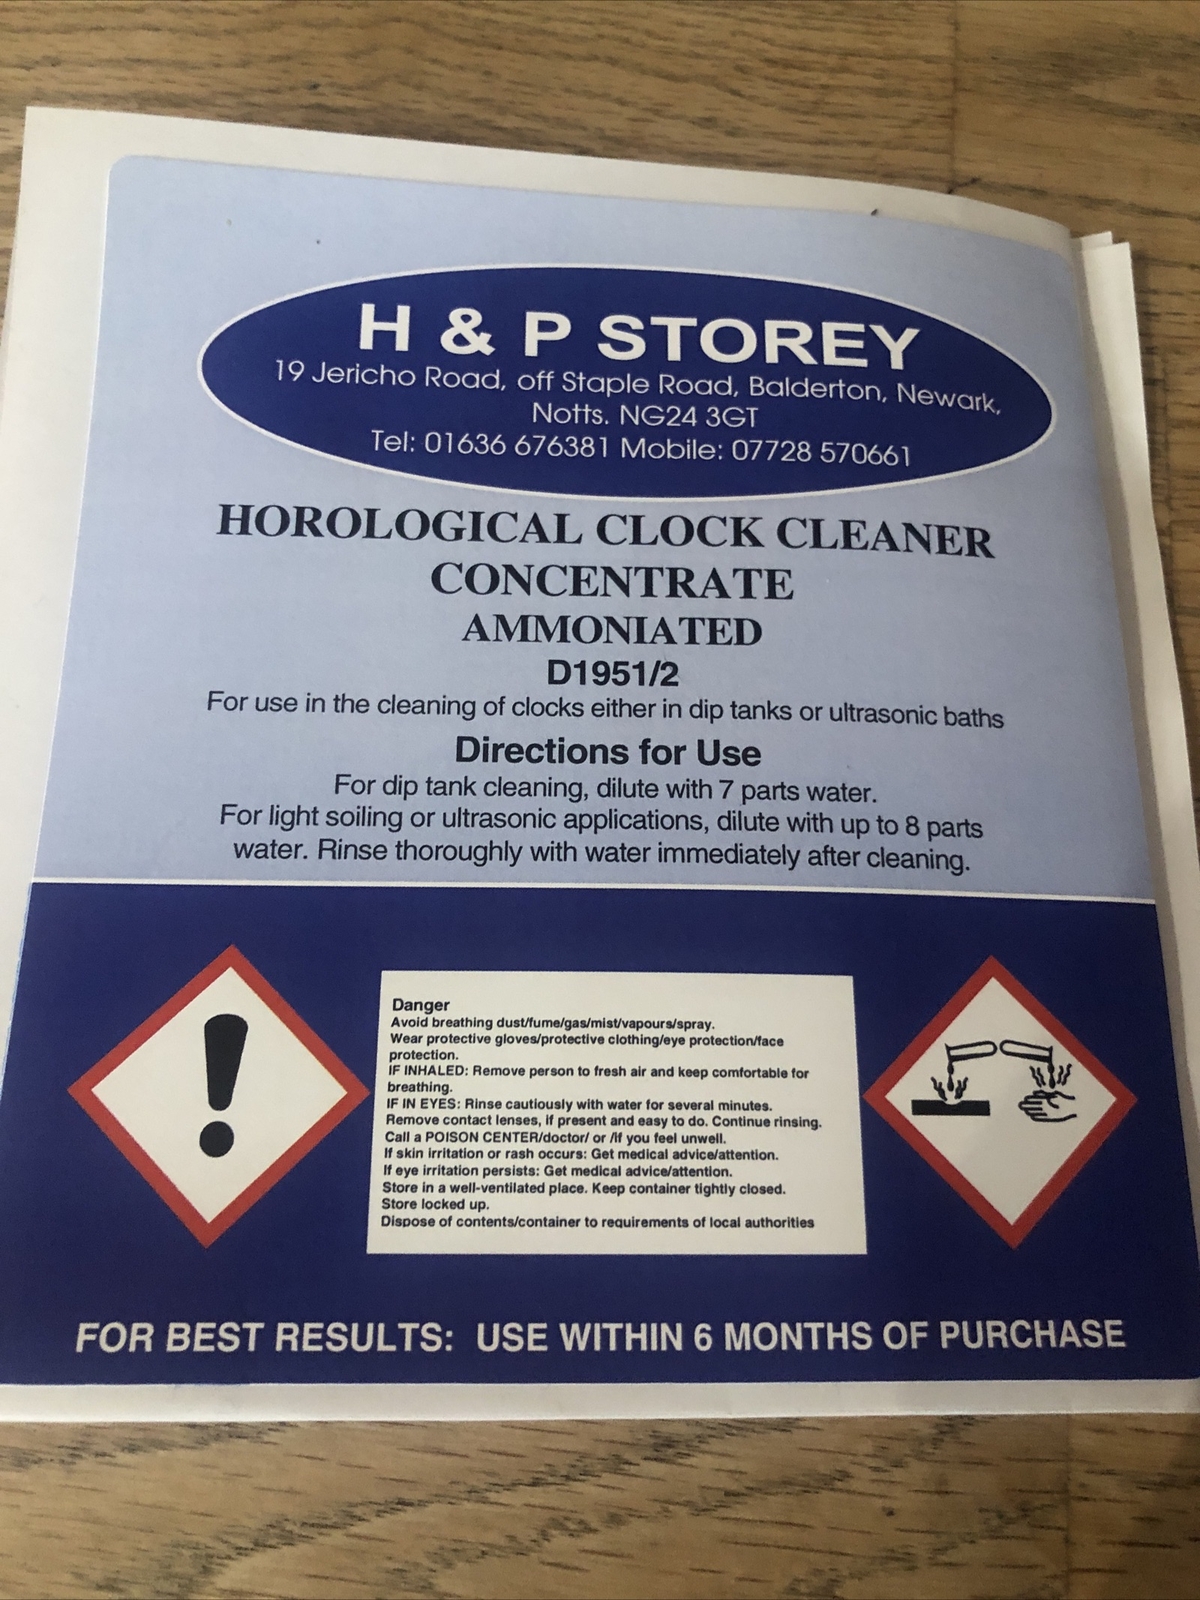 H & P STOREY
19 Jericho Road, off Staple Road, Balderton, Newark,
Notts. NG24 3GT
Tel: 01636 676381 Mobile: 07728 570661
HOROLOGICAL CLOCK CLEANER
CONCENTRATE
AMMONIATED
D1951/2
For use in the cleaning of clocks either in dip tanks or ultrasonic baths
Directions for Use
For dip tank cleaning, dilute with 7 parts water.
For light soiling or ultrasonic applications, dilute with up to 8 parts
water. Rinse thoroughly with water immediately after cleaning.
Danger
Avoid breathing dust/fume/gas/mist/vapours/spray.
Wear protective gloves/protective clothing/eye protection/face
protection.
IF INHALED: Remove person to fresh air and keep comfortable for
breathing.
IF IN EYES: Rinse cautiously with water for several minutes.
Remove contact lenses, if present and easy to do. Continue rinsing.
Call a POISON CENTER/doctor/ or /if you feel unwell.
If skin irritation or rash occurs: Get medical advice/attention.
If eye irritation persists: Get medical advice/attention.
Store in a well-ventilated place. Keep container tightly closed.
Store locked up.
Dispose of contents/container to requirements of local authorities
FOR BEST RESULTS: USE WITHIN 6 MONTHS OF PURCHASE